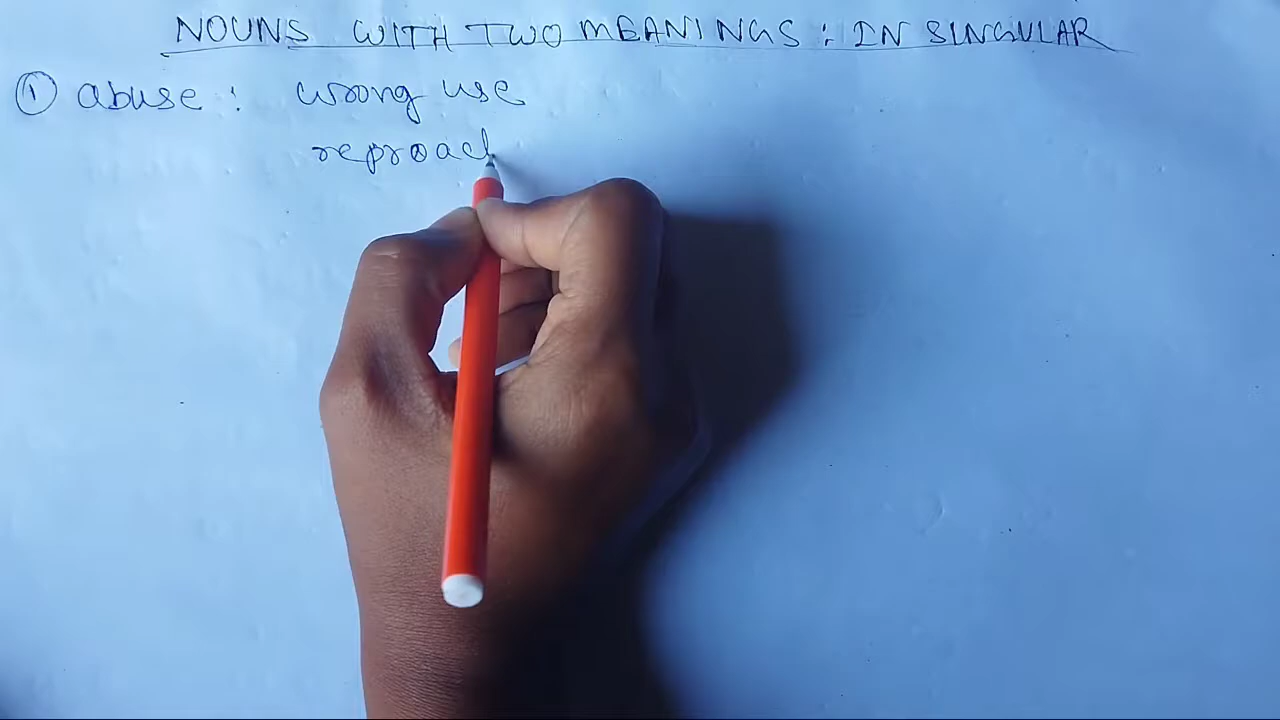 NOUNS WITH TWO MEANINGS : IN SINGULAR
① abuse : wrong use
reproach